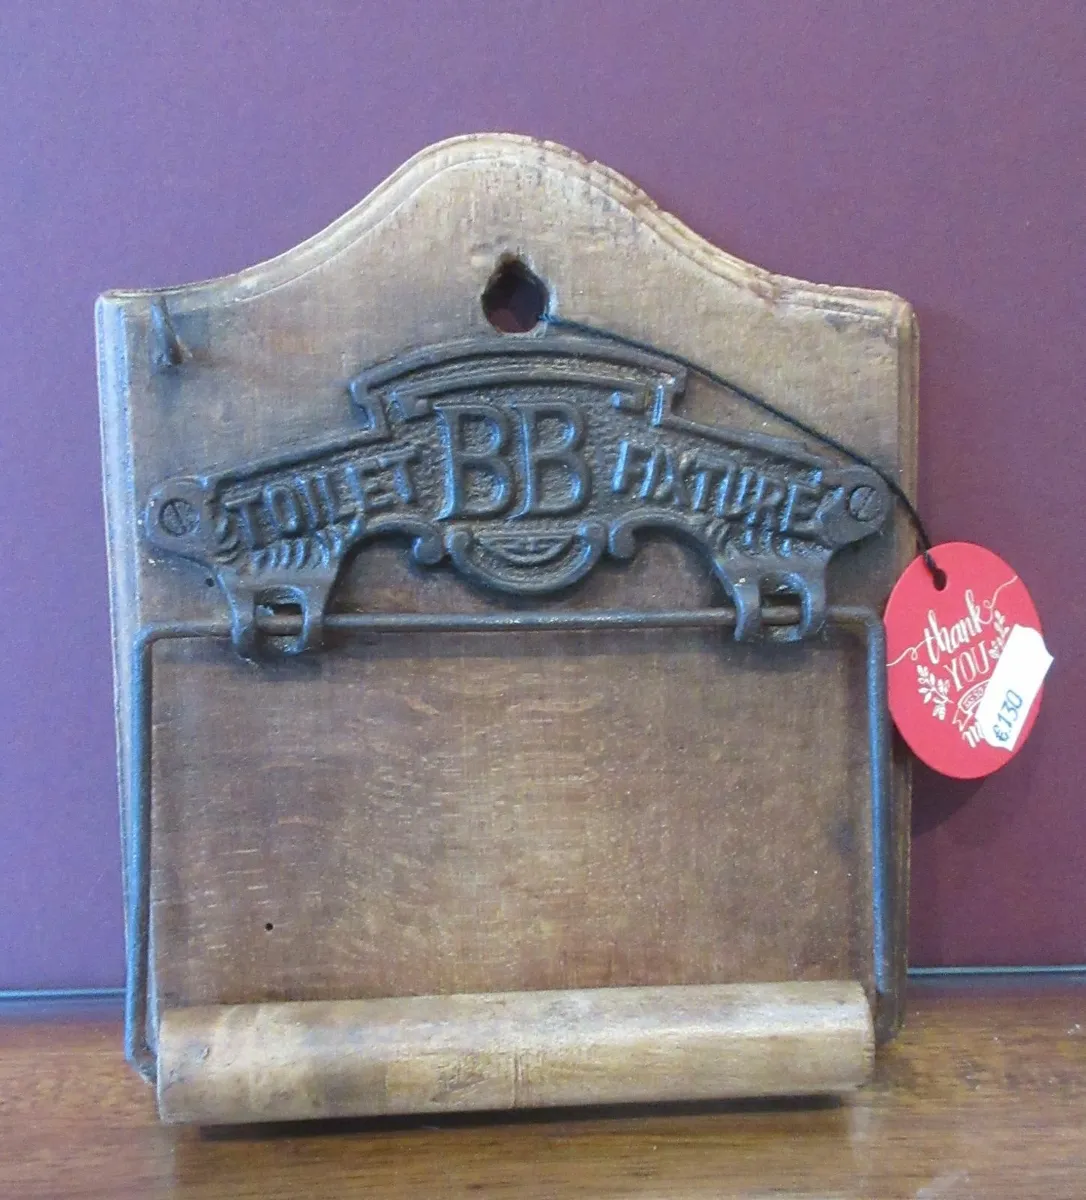 TOILET BB FIXTURE
thank
YOU
€130